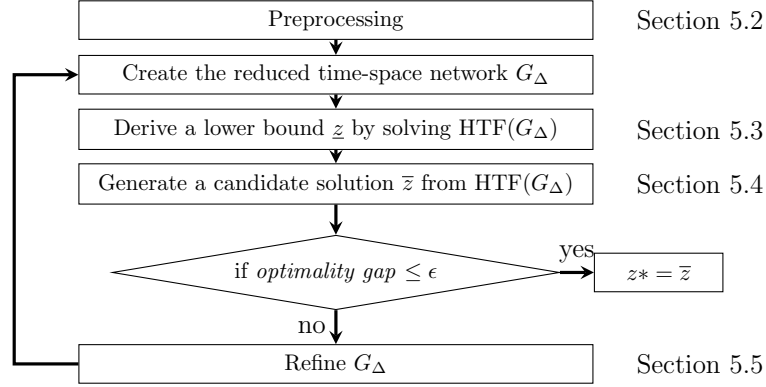 Preprocessing Section 5.2
Create the reduced time-space network G_Δ
Derive a lower bound z̲ by solving HTF(G_Δ) Section 5.3
Generate a candidate solution z̅ from HTF(G_Δ) Section 5.4
if optimality gap ≤ ϵ
yes
z* = z̅
no
Refine G_Δ Section 5.5